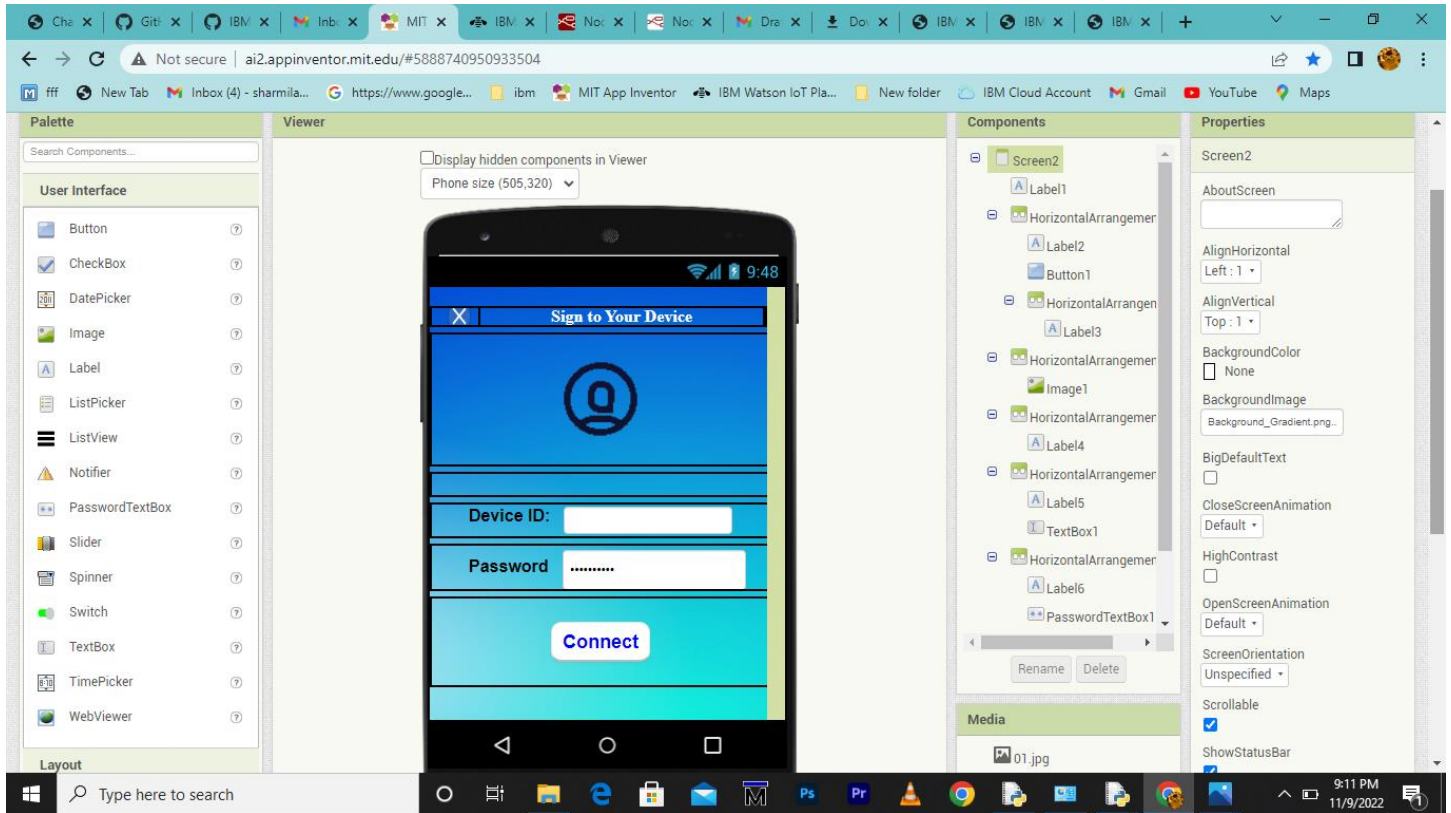 Cha
Gitl
IBM
Inbc
MIT
IBM
Noc
Noc
Dra
Dov
IBM
IBM
IBM
Not secure | ai2.appinventor.mit.edu/#5888740950933504
fff
New Tab
Inbox (4) - sharmila...
https://www.google...
ibm
MIT App Inventor
IBM Watson IoT Pla...
New folder
IBM Cloud Account
Gmail
YouTube
Maps
Palette
Search Components...
User Interface
Button
CheckBox
DatePicker
Image
Label
ListPicker
ListView
Notifier
PasswordTextBox
Slider
Spinner
Switch
TextBox
TimePicker
WebViewer
Layout
Viewer
Display hidden components in Viewer
Phone size (505,320)
9:48
X Sign to Your Device
Device ID:
Password ..........
Connect
Components
Screen2
Label1
HorizontalArrangemer
Label2
Button1
HorizontalArrangen
Label3
HorizontalArrangemer
Image1
HorizontalArrangemer
Label4
HorizontalArrangemer
Label5
TextBox1
HorizontalArrangemer
Label6
PasswordTextBox1
Rename
Delete
Media
01.jpg
Properties
Screen2
AboutScreen
AlignHorizontal
Left : 1
AlignVertical
Top : 1
BackgroundColor
None
BackgroundImage
Background_Gradient.png...
BigDefaultText
CloseScreenAnimation
Default
HighContrast
OpenScreenAnimation
Default
ScreenOrientation
Unspecified
Scrollable
ShowStatusBar
Type here to search
Ps
Pr
9:11 PM
11/9/2022
1